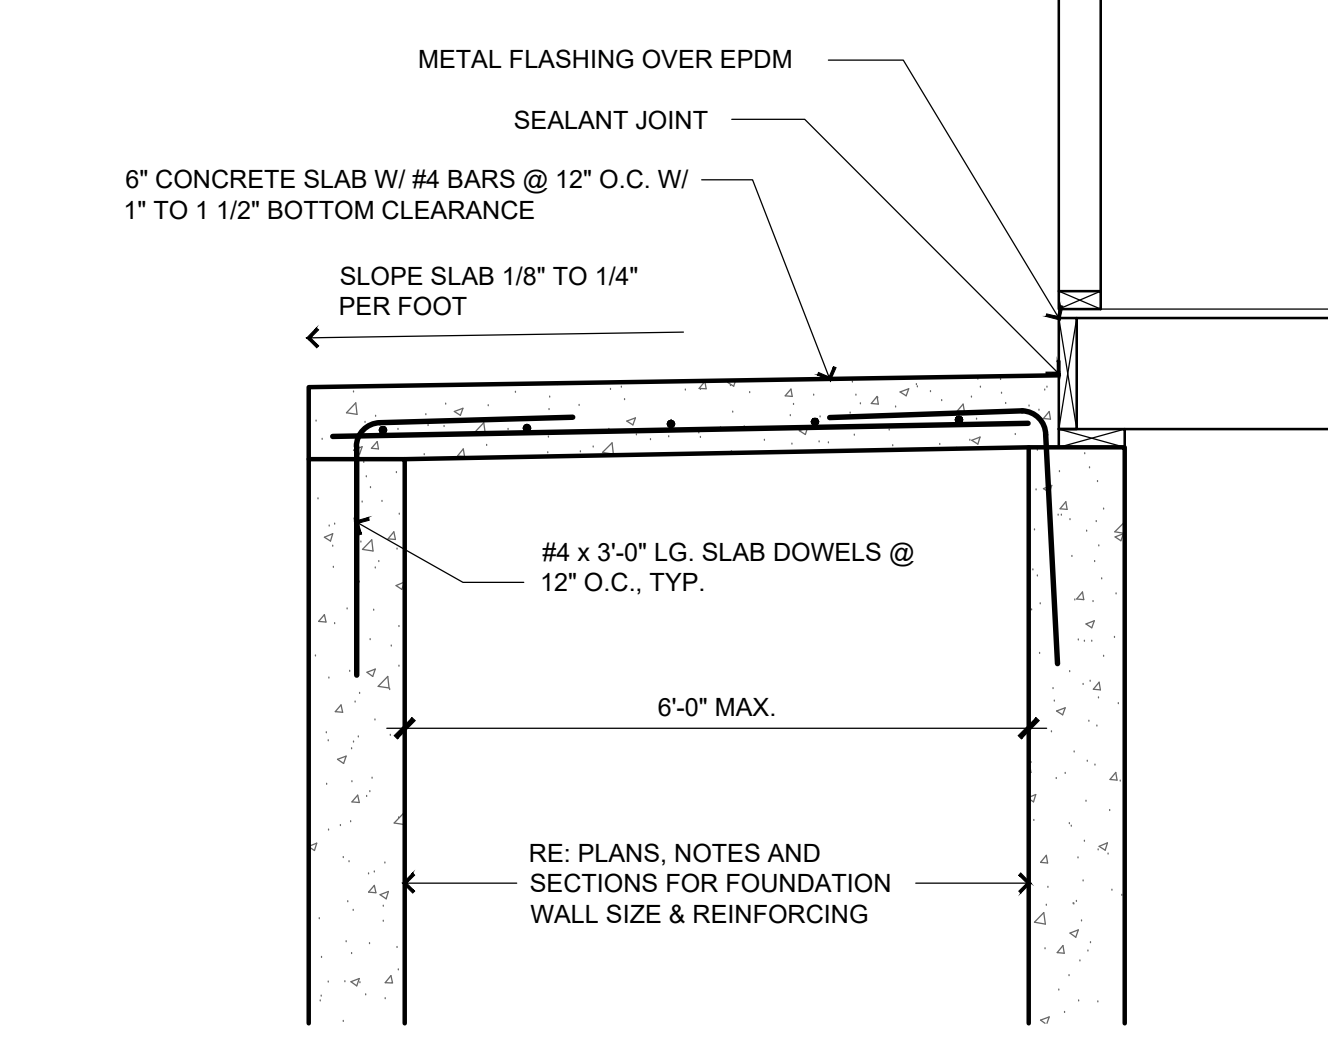 METAL FLASHING OVER EPDM
SEALANT JOINT
6" CONCRETE SLAB W/ #4 BARS @ 12" O.C. W/
1" TO 1 1/2" BOTTOM CLEARANCE
SLOPE SLAB 1/8" TO 1/4"
PER FOOT
#4 x 3'-0" LG. SLAB DOWELS @
12" O.C., TYP.
6'-0" MAX.
RE: PLANS, NOTES AND
SECTIONS FOR FOUNDATION
WALL SIZE & REINFORCING